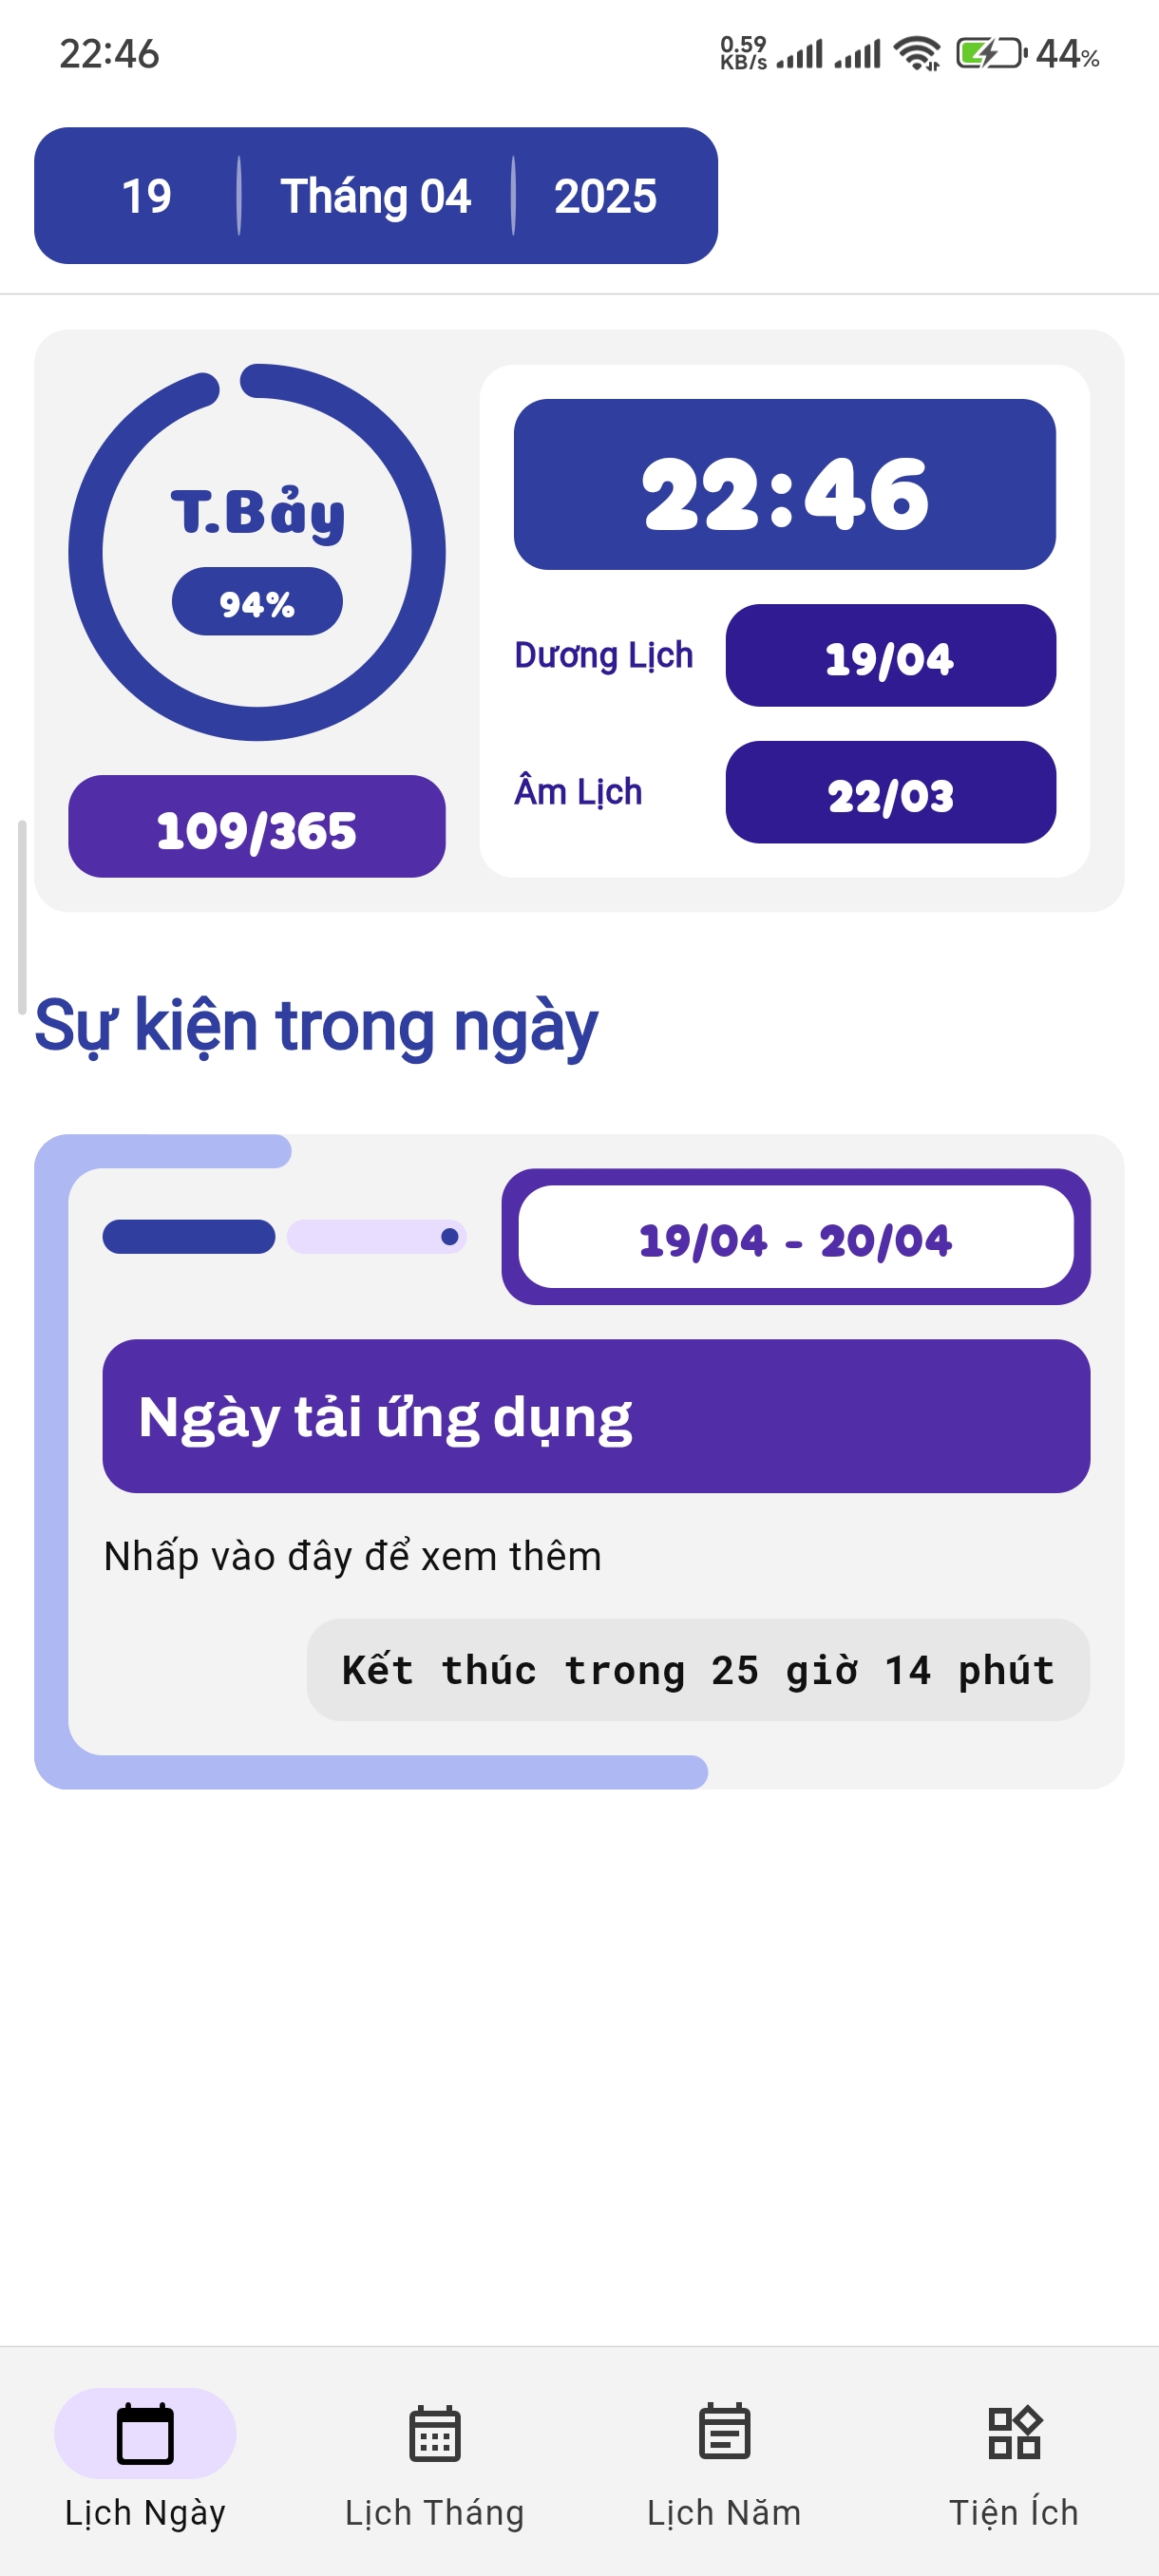 22:46
0.59
KB/s
44%
19
Tháng 04
2025
T.Bảy
94%
109/365
22:46
Dương Lịch
19/04
Âm Lịch
22/03
Sự kiện trong ngày
19/04 - 20/04
Ngày tải ứng dụng
Nhấp vào đây để xem thêm
Kết thúc trong 25 giờ 14 phút
Lịch Ngày
Lịch Tháng
Lịch Năm
Tiện Ích